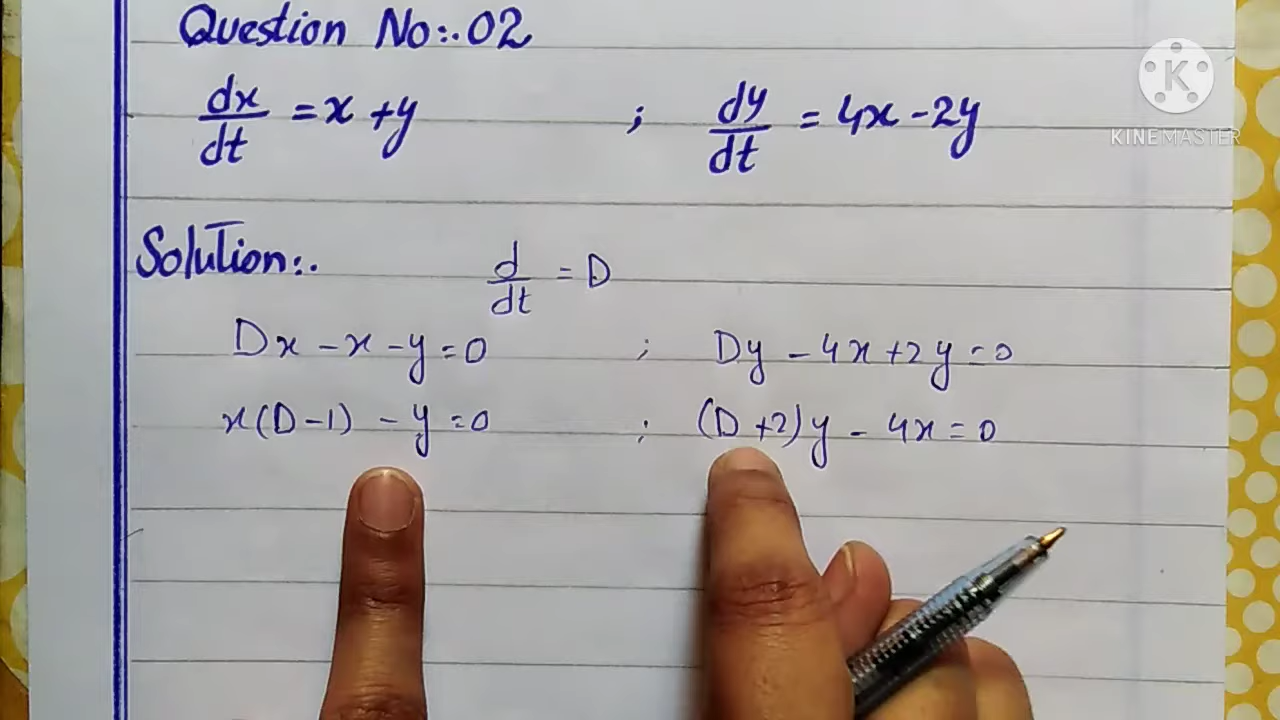 Question No:.02
dx/dt = x + y ; dy/dt = 4x - 2y
K
KINEMASTER
Solution:.
d/dt = D
Dx - x - y = 0 ; Dy - 4x + 2y = 0
x(D-1) - y = 0 ; (D+2)y - 4x = 0